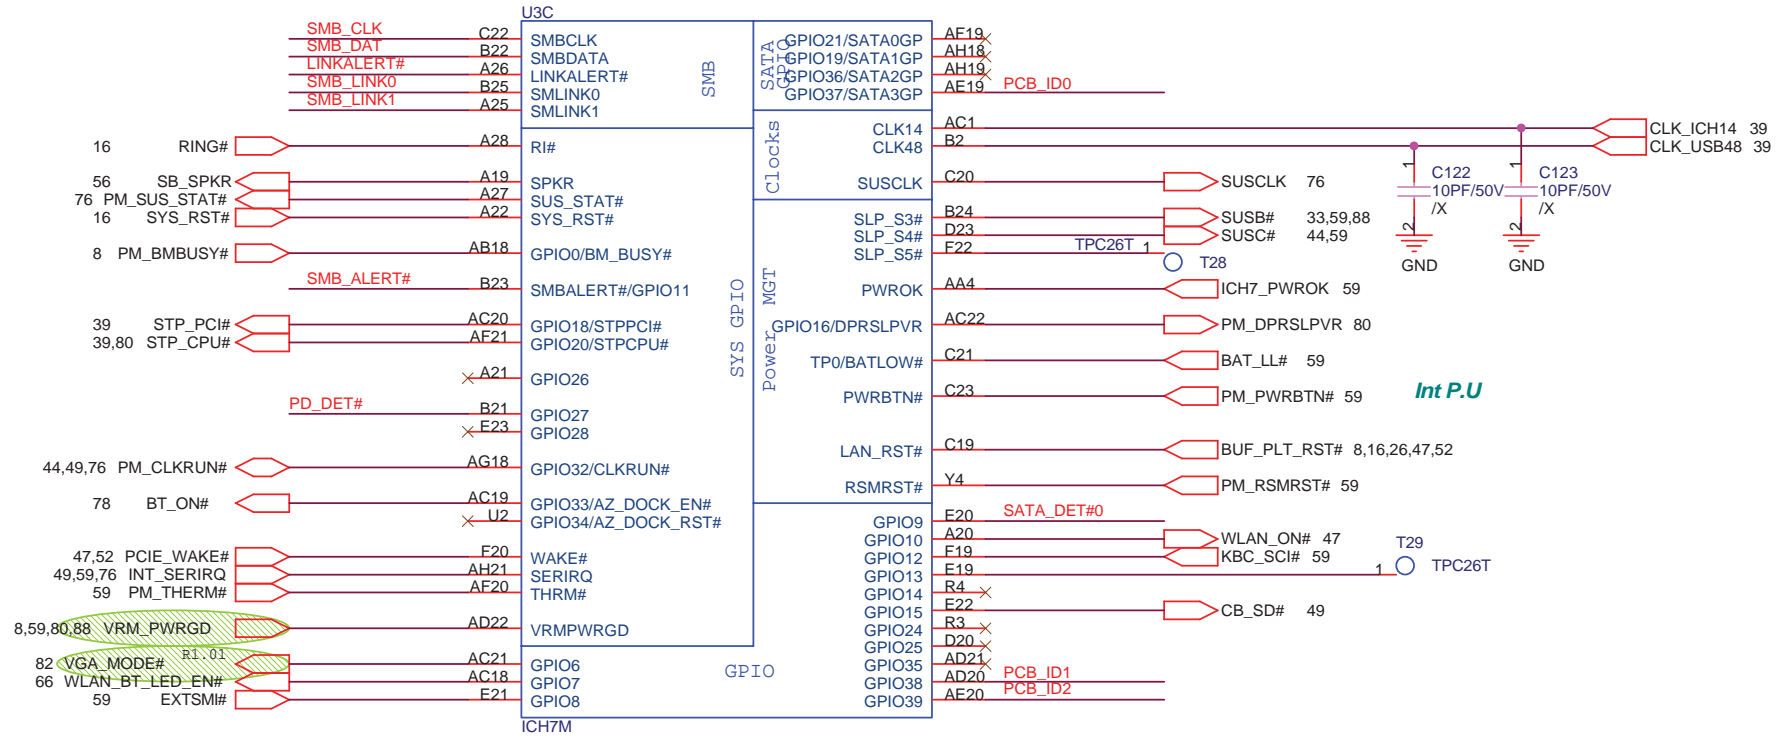 U3C
SMB_CLK C22 SMBCLK
SMB_DAT B22 SMBDATA
LINKALERT# A26 LINKALERT#
SMB_LINK0 B25 SMLINK0
SMB_LINK1 A25 SMLINK1
SMB
16 RING# A28 RI#
56 SB_SPKR A19 SPKR
76 PM_SUS_STAT# A27 SUS_STAT#
16 SYS_RST# A22 SYS_RST#
8 PM_BMBUSY# AB18 GPIO0/BM_BUSY#
SMB_ALERT# B23 SMBALERT#/GPIO11
39 STP_PCI# AC20 GPIO18/STPPCI#
39,80 STP_CPU# AF21 GPIO20/STPCPU#
A21 GPIO26
PD_DET# B21 GPIO27
E23 GPIO28
44,49,76 PM_CLKRUN# AG18 GPIO32/CLKRUN#
78 BT_ON# AC19 GPIO33/AZ_DOCK_EN#
U2 GPIO34/AZ_DOCK_RST#
47,52 PCIE_WAKE# F20 WAKE#
49,59,76 INT_SERIRQ AH21 SERIRQ
59 PM_THERM# AF20 THRM#
8,59,80,88 VRM_PWRGD AD22 VRMPWRGD
R1.01
82 VGA_MODE# AC21 GPIO6
66 WLAN_BT_LED_EN# AC18 GPIO7
59 EXTSMI# E21 GPIO8
SYS GPIO
GPIO
ICH7M
SATA
GPIO
GPIO21/SATA0GP AF19
GPIO19/SATA1GP AH18
GPIO36/SATA2GP AH19
GPIO37/SATA3GP AE19 PCB_ID0
Clocks
CLK14 AC1 CLK_ICH14 39
CLK48 B2 CLK_USB48 39
SUSCLK C20 SUSCLK 76
1 C122
10PF/50V
/X
2
GND
1 C123
10PF/50V
/X
2
GND
Power MGT
SLP_S3# B24 SUSB# 33,59,88
SLP_S4# D23 SUSC# 44,59
SLP_S5# F22 TPC26T 1 T28
PWROK AA4 ICH7_PWROK 59
GPIO16/DPRSLPVR AC22 PM_DPRSLPVR 80
TP0/BATLOW# C21 BAT_LL# 59
PWRBTN# C23 PM_PWRBTN# 59
Int P.U
LAN_RST# C19 BUF_PLT_RST# 8,16,26,47,52
RSMRST# Y4 PM_RSMRST# 59
GPIO9 E20 SATA_DET#0
GPIO10 A20 WLAN_ON# 47
GPIO12 F19 KBC_SCI# 59
GPIO13 E19 1 T29 TPC26T
GPIO14 R4
GPIO15 E22 CB_SD# 49
GPIO24 R3
GPIO25 D20
GPIO35 AD21
GPIO38 AD20 PCB_ID1
GPIO39 AE20 PCB_ID2